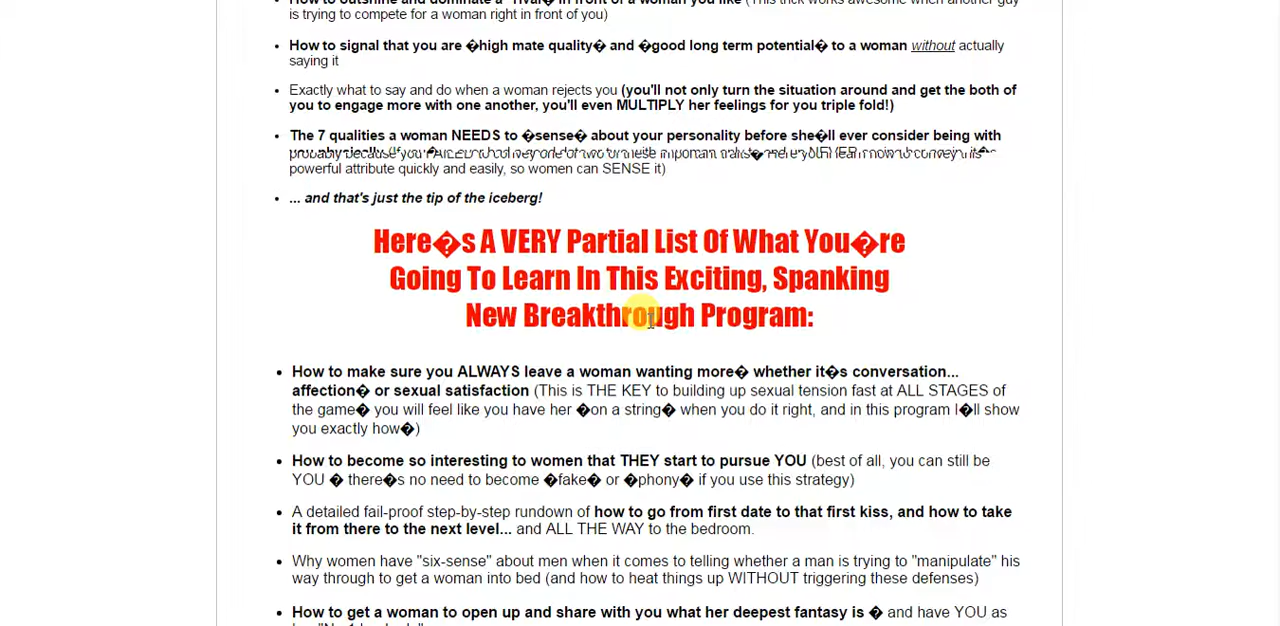 How to outshine and dominate a "rival� in front of a woman you like (This trick works awesome when another guy
is trying to compete for a woman right in front of you)
How to signal that you are �high mate quality� and �good long term potential� to a woman without actually
saying it
Exactly what to say and do when a woman rejects you (you'll not only turn the situation around and get the both of
you to engage more with one another, you'll even MULTIPLY her feelings for you triple fold!)
The 7 qualities a woman NEEDS to �sense� about your personality before she�ll ever consider being with
powerful attribute quickly and easily, so women can SENSE it)
... and that's just the tip of the iceberg!
Here�s A VERY Partial List Of What You�re
Going To Learn In This Exciting, Spanking
New Breakthrough Program:
How to make sure you ALWAYS leave a woman wanting more� whether it�s conversation...
affection� or sexual satisfaction (This is THE KEY to building up sexual tension fast at ALL STAGES of
the game� you will feel like you have her �on a string� when you do it right, and in this program I�ll show
you exactly how�)
How to become so interesting to women that THEY start to pursue YOU (best of all, you can still be
YOU � there�s no need to become �fake� or �phony� if you use this strategy)
A detailed fail-proof step-by-step rundown of how to go from first date to that first kiss, and how to take
it from there to the next level... and ALL THE WAY to the bedroom.
Why women have "six-sense" about men when it comes to telling whether a man is trying to "manipulate" his
way through to get a woman into bed (and how to heat things up WITHOUT triggering these defenses)
How to get a woman to open up and share with you what her deepest fantasy is � and have YOU as